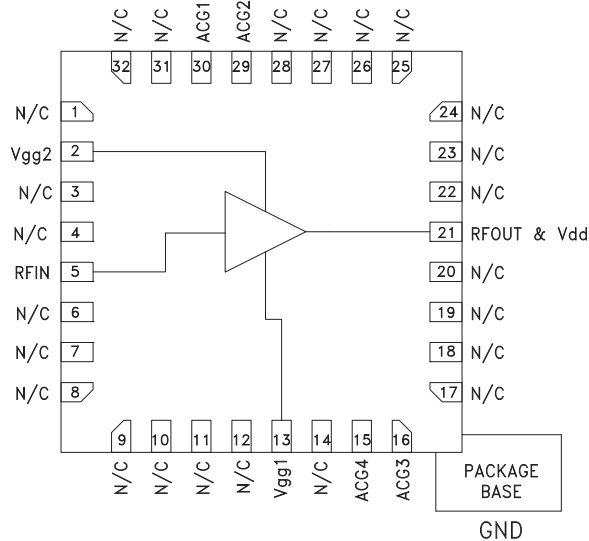 N/C N/C ACG1 ACG2 N/C N/C N/C N/C
32 31 30 29 28 27 26 25
N/C 1 24 N/C
Vgg2 2 23 N/C
N/C 3 22 N/C
N/C 4 21 RFOUT & Vdd
RFIN 5 20 N/C
N/C 6 19 N/C
N/C 7 18 N/C
N/C 8 17 N/C
9 10 11 12 13 14 15 16
N/C N/C N/C N/C Vgg1 N/C ACG4 ACG3
PACKAGE
BASE
GND